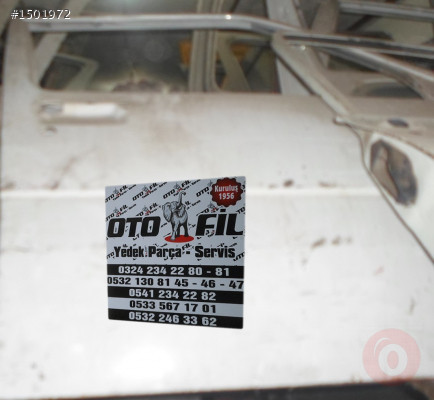 #1501972
Kuruluş
1956
OTO FİL
Yedek Parça - Servis
0324 234 22 80 - 81
0532 130 81 45 - 46 - 47
0541 234 22 82
0533 567 17 01
0532 246 33 62